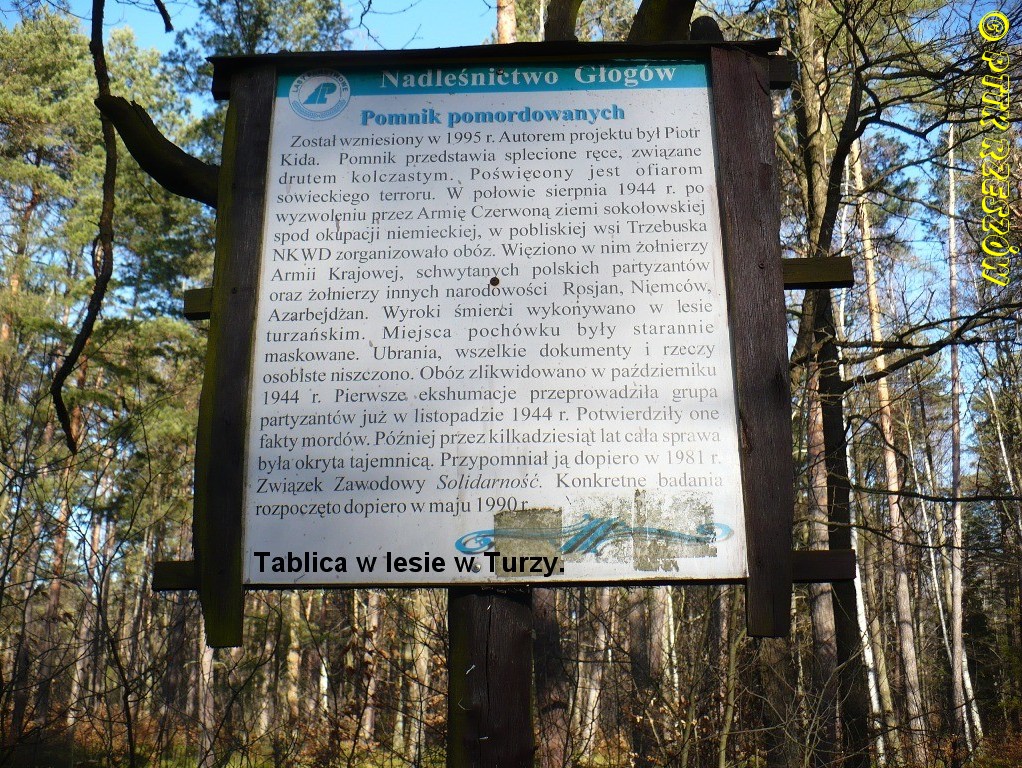 Nadleśnictwo Głogów
Pomnik pomordowanych
Został wzniesiony w 1995 r. Autorem projektu był Piotr
Kida. Pomnik przedstawia splecione ręce, związane
drutem kolczastym. Poświęcony jest ofiarom
sowieckiego terroru. W połowie sierpnia 1944 r. po
wyzwoleniu przez Armię Czerwoną ziemi sokołowskiej
spod okupacji niemieckiej, w pobliskiej wsi Trzebuska
NKWD zorganizowało obóz. Więziono w nim żołnierzy
Armii Krajowej, schwytanych polskich partyzantów
oraz żołnierzy innych narodowości Rosjan, Niemców,
Azarbejdżan. Wyroki śmierci wykonywano w lesie
turzańskim. Miejsca pochówku były starannie
maskowane. Ubrania, wszelkie dokumenty i rzeczy
osobiste niszczono. Obóz zlikwidowano w październiku
1944 r. Pierwsze ekshumacje przeprowadziła grupa
partyzantów już w listopadzie 1944 r. Potwierdziły one
fakty mordów. Później przez kilkadziesiąt lat cała sprawa
była okryta tajemnicą. Przypomniał ją dopiero w 1981 r.
Związek Zawodowy Solidarność. Konkretne badania
rozpoczęto dopiero w maju 1990 r.
Tablica w lesie w Turzy.
© PTTK RZESZÓW